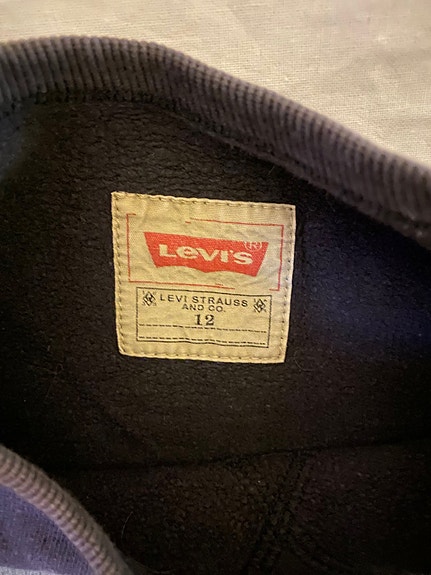 LEVI'S ®
LEVI STRAUSS
AND CO.
12